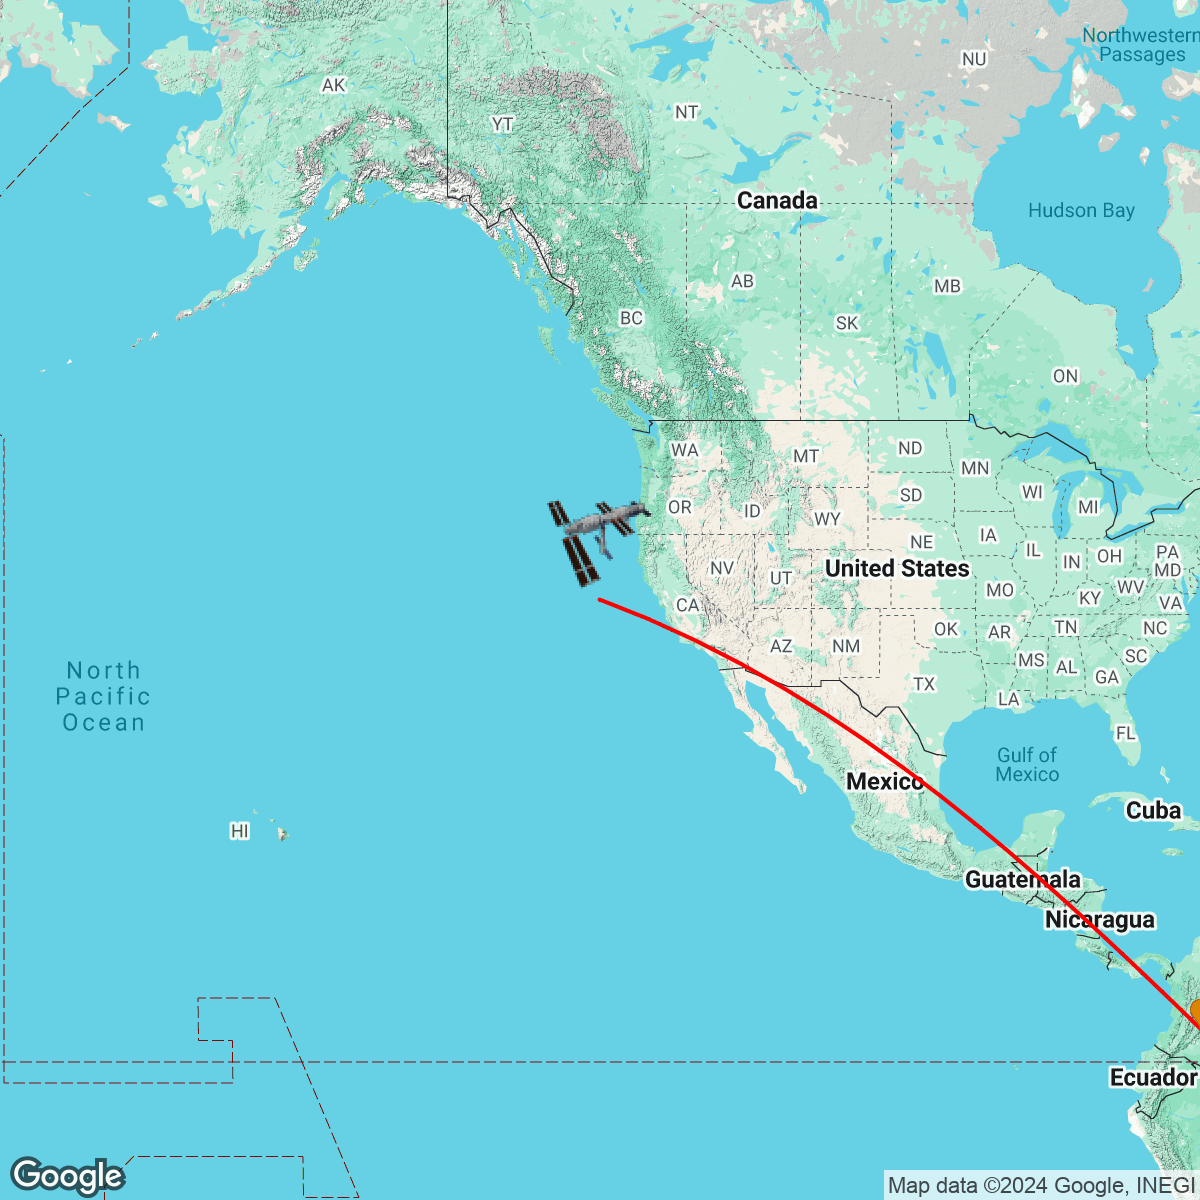 Northwestern
Passages
NU
AK
NT
YT
Canada
Hudson Bay
AB
MB
BC
SK
ON
WA
MT
ND
MN
SD
WI
MI
OR
ID
WY
IA
NE
IL
IN
OH
PA
MD
United States
NV
UT
MO
KY
WV
VA
CA
OK
AR
TN
NC
AZ
NM
MS
AL
SC
GA
TX
LA
FL
North
Pacific
Ocean
Gulf of
Mexico
Mexico
Cuba
HI
Guatemala
Nicaragua
Ecuador
Google
Map data ©2024 Google, INEGI